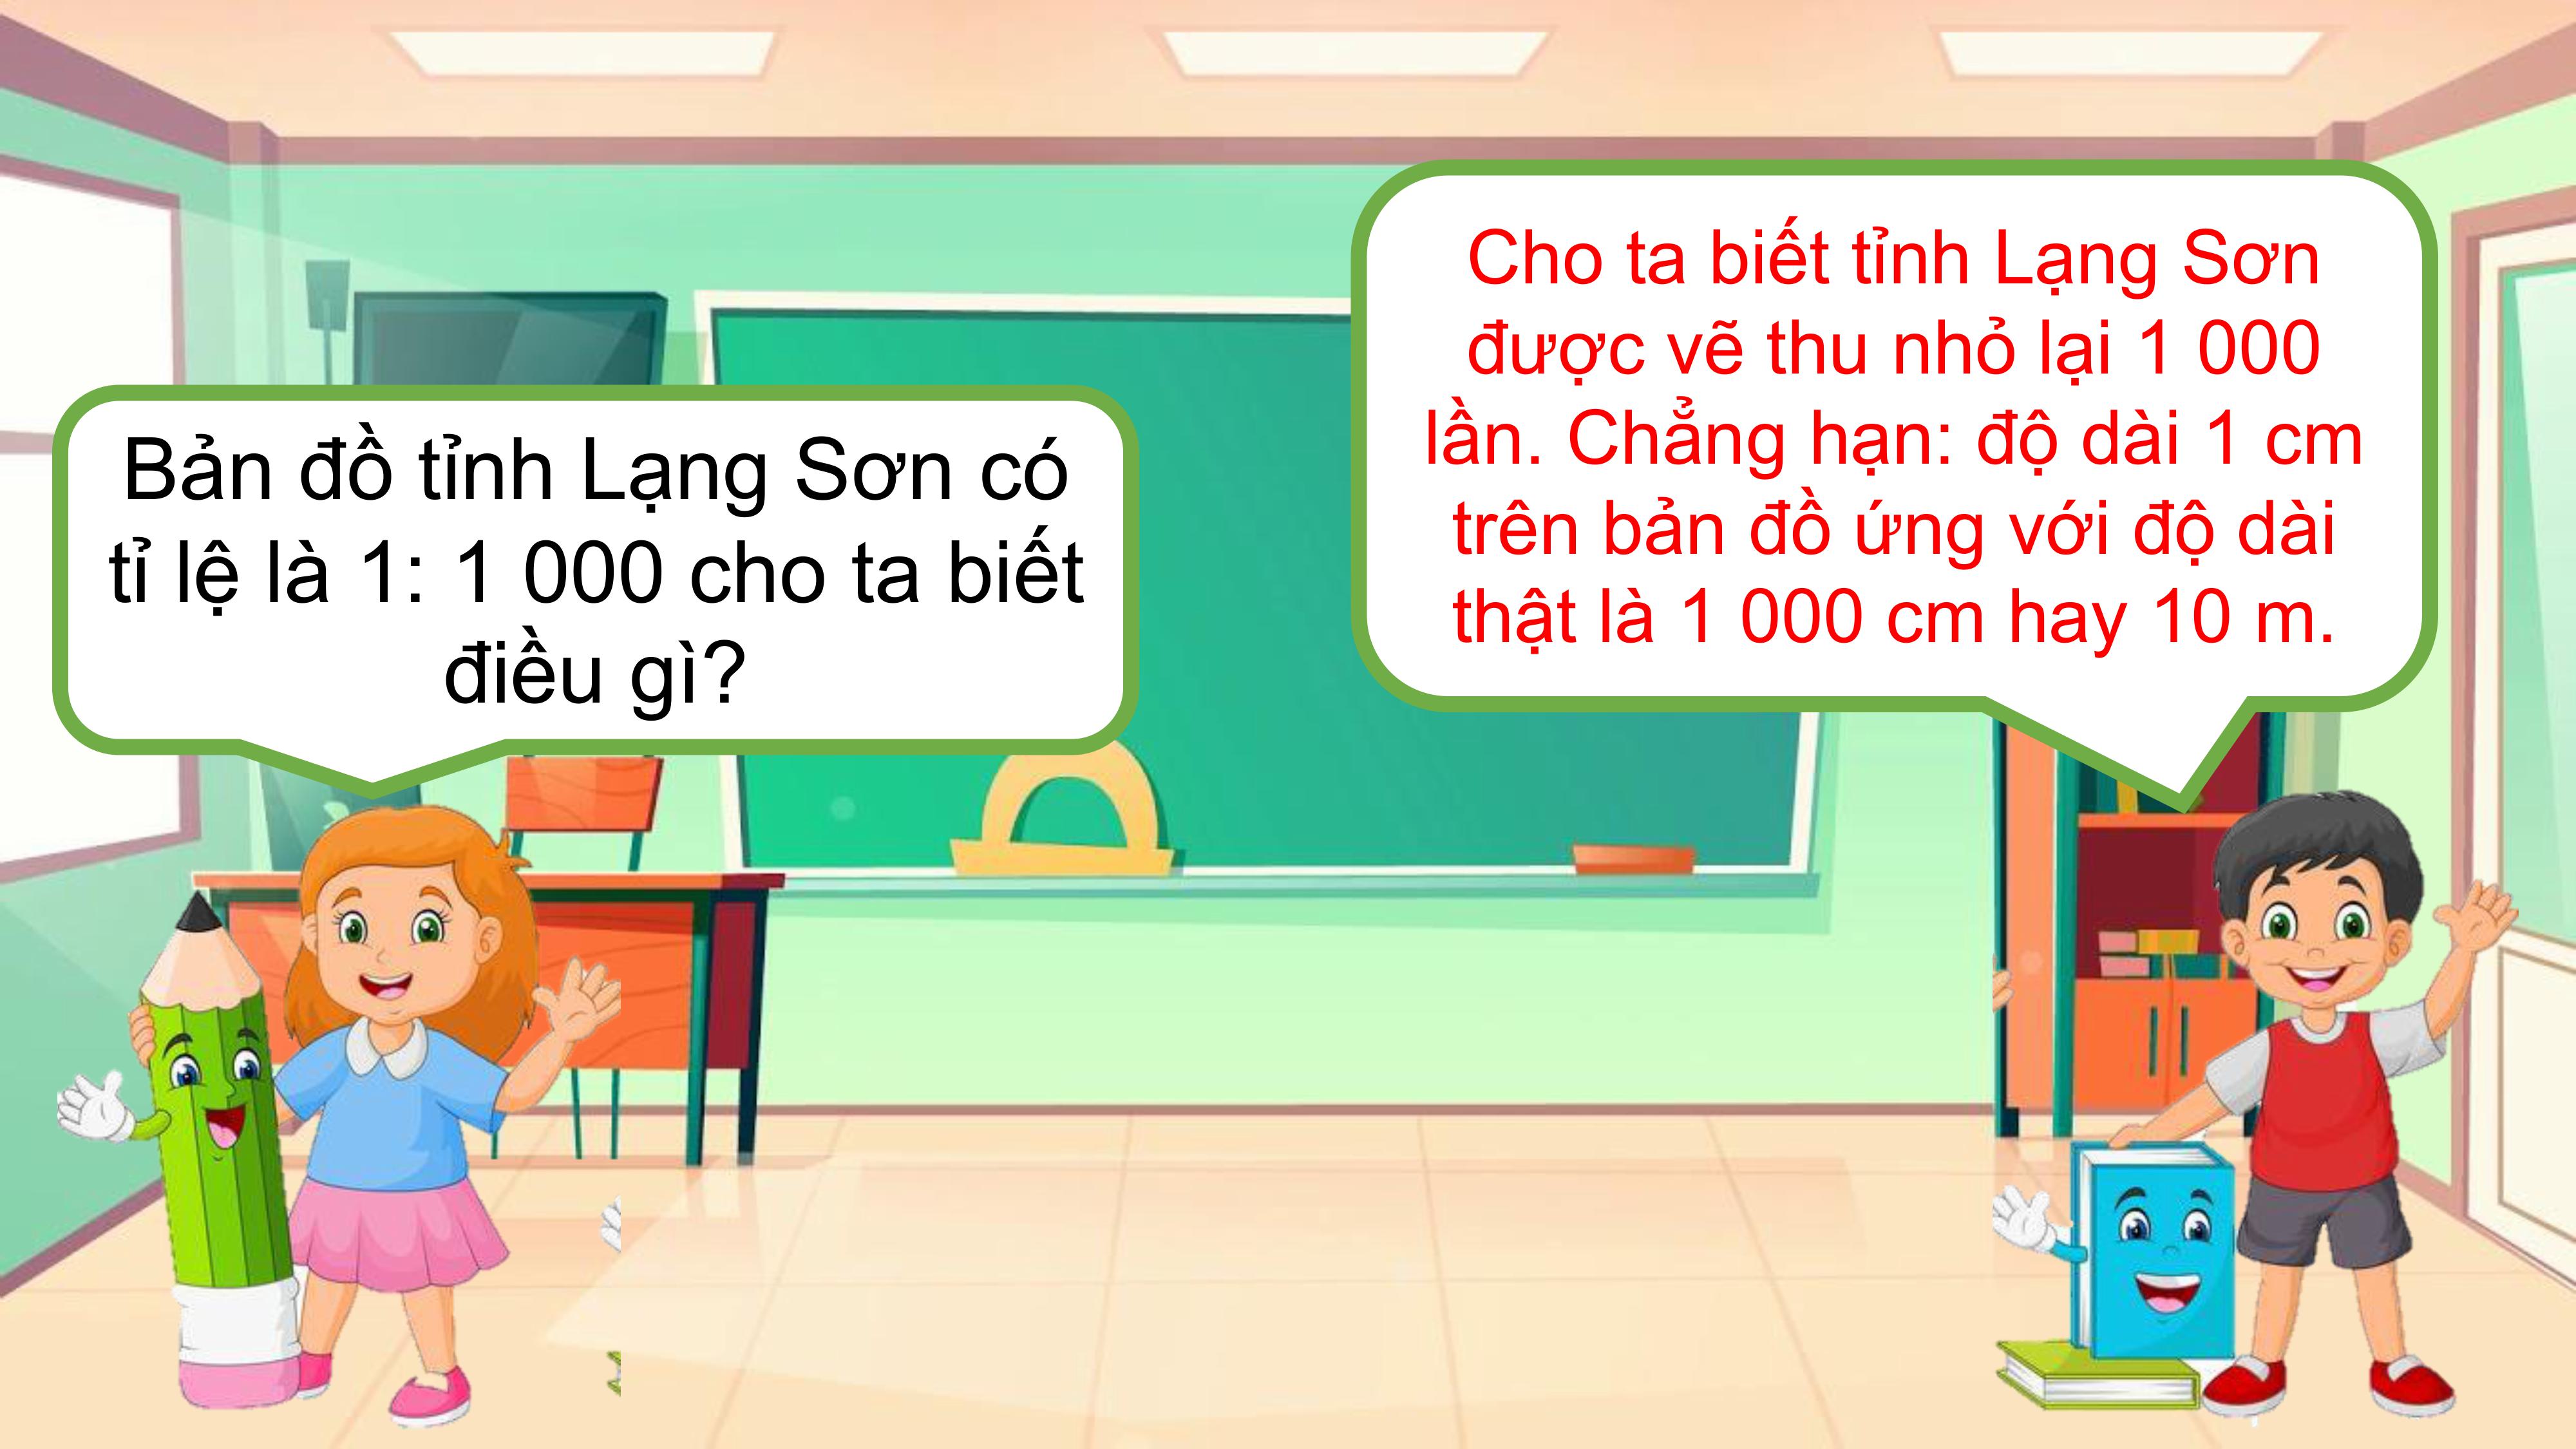 Bản đồ tỉnh Lạng Sơn có
tỉ lệ là 1: 1 000 cho ta biết
điều gì?
Cho ta biết tỉnh Lạng Sơn
được vẽ thu nhỏ lại 1 000
lần. Chẳng hạn: độ dài 1 cm
trên bản đồ ứng với độ dài
thật là 1 000 cm hay 10 m.